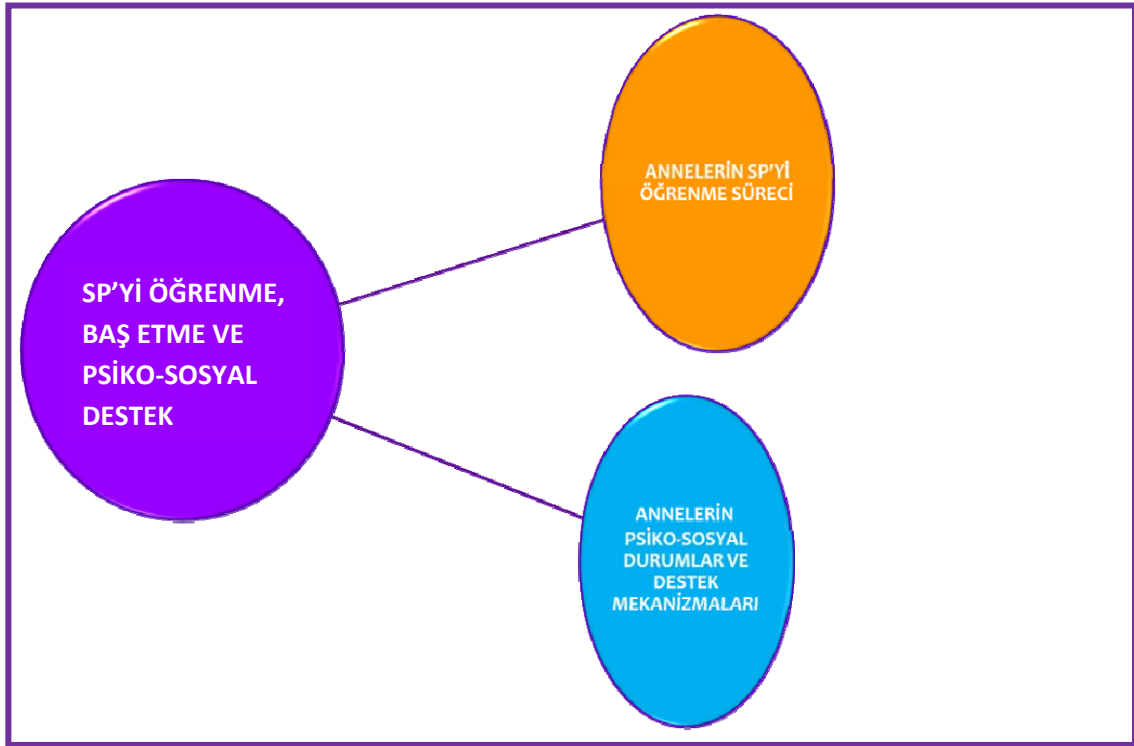 SP'Yİ ÖĞRENME,
BAŞ ETME VE
PSİKO-SOSYAL
DESTEK
ANNELERİN SP'Yİ
ÖĞRENME SÜRECİ
ANNELERİN
PSİKO-SOSYAL
DURUMLAR VE
DESTEK
MEKANİZMALARI